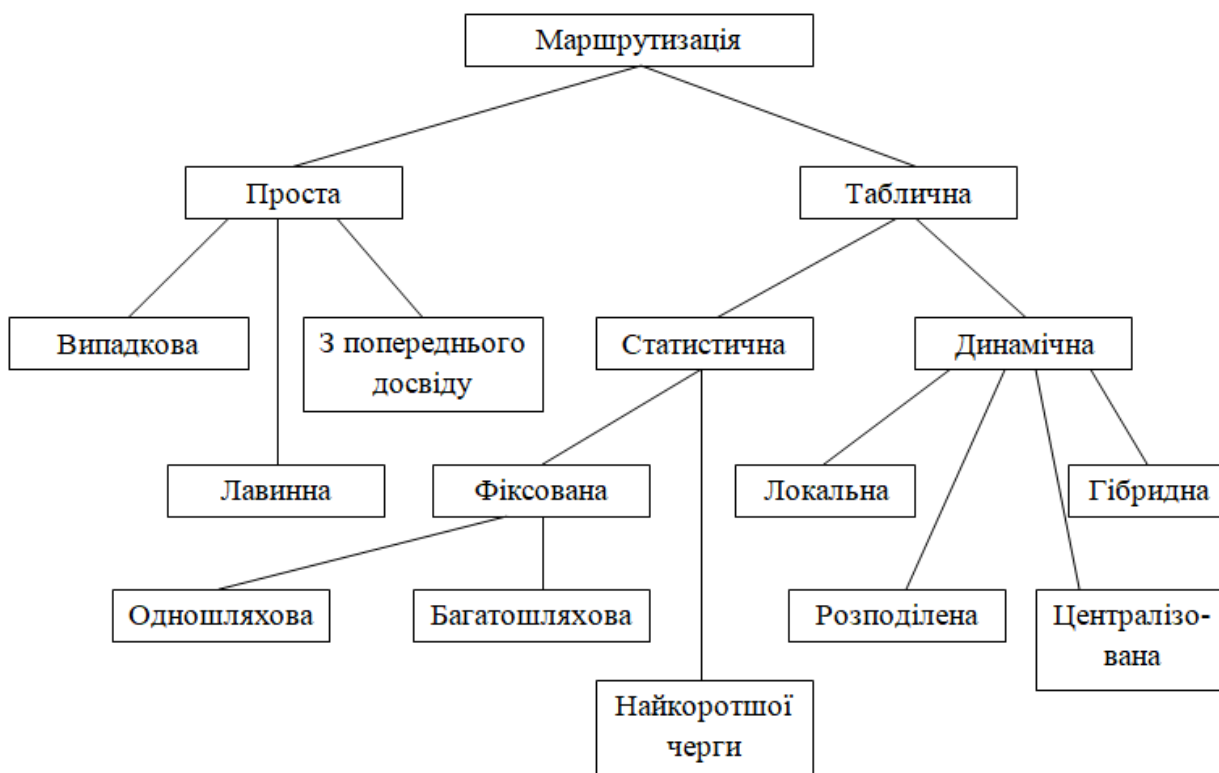 Маршрутизація
Проста
Таблична
Випадкова
З попереднього
досвіду
Статистична
Динамічна
Лавинна
Фіксована
Локальна
Гібридна
Одношляхова
Багатошляхова
Розподілена
Централізо-
вана
Найкоротшої
черги